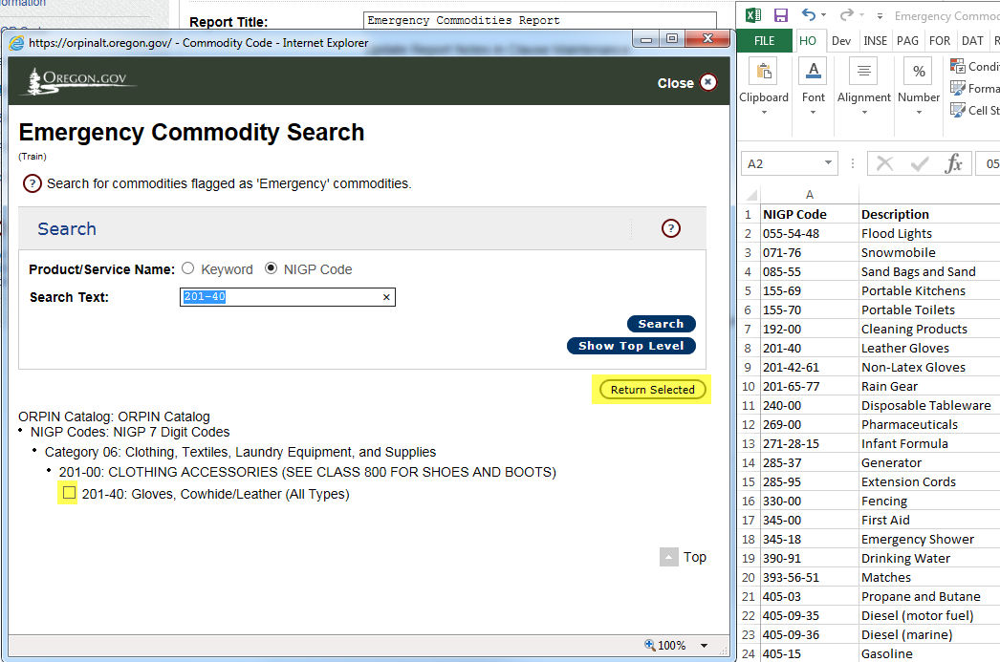 ormation
Report Title:
Emergency Commodities Report
Update Report Notes in Clause Maintenance
https://orpinalt.oregon.gov/ - Commodity Code - Internet Explorer
OREGON.GOV
Close
Emergency Commodity Search
(Train)
? Search for commodities flagged as 'Emergency' commodities.
Search
?
Product/Service Name: Keyword NIGP Code
Search Text: 201-40 ×
Search
Show Top Level
Return Selected
ORPIN Catalog: ORPIN Catalog
• NIGP Codes: NIGP 7 Digit Codes
• Category 06: Clothing, Textiles, Laundry Equipment, and Supplies
• 201-00: CLOTHING ACCESSORIES (SEE CLASS 800 FOR SHOES AND BOOTS)
201-40: Gloves, Cowhide/Leather (All Types)
Top
100%
Emergency Commod
FILE HO Dev INSE PAG FOR DAT R
Clipboard Font Alignment Number
Condi
Forma
Cell St
A2 fx 05
A
1 NIGP Code Description
2 055-54-48 Flood Lights
3 071-76 Snowmobile
4 085-55 Sand Bags and Sand
5 155-69 Portable Kitchens
6 155-70 Portable Toilets
7 192-00 Cleaning Products
8 201-40 Leather Gloves
9 201-42-61 Non-Latex Gloves
10 201-65-77 Rain Gear
11 240-00 Disposable Tableware
12 269-00 Pharmaceuticals
13 271-28-15 Infant Formula
14 285-37 Generator
15 285-95 Extension Cords
16 330-00 Fencing
17 345-00 First Aid
18 345-18 Emergency Shower
19 390-91 Drinking Water
20 393-56-51 Matches
21 405-03 Propane and Butane
22 405-09-35 Diesel (motor fuel)
23 405-09-36 Diesel (marine)
24 405-15 Gasoline